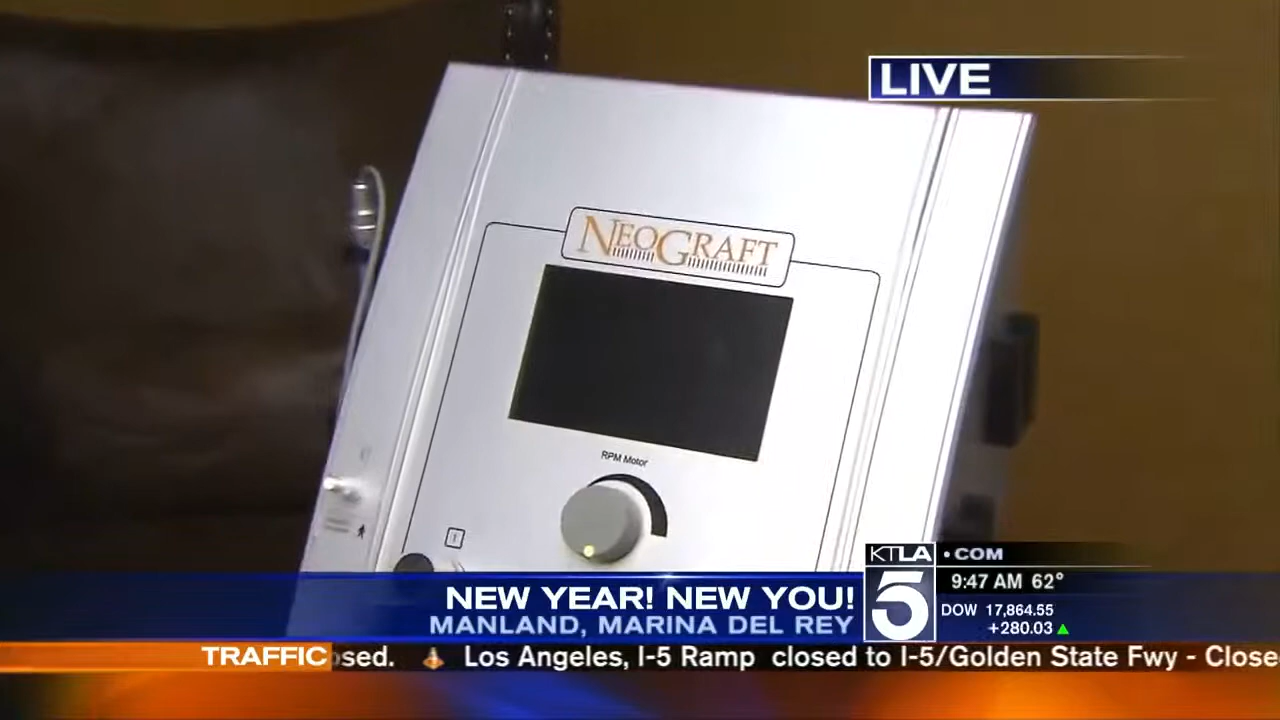 LIVE
NEOGRAFT
RPM Motor
NEW YEAR! NEW YOU!
MANLAND, MARINA DEL REY
KTLA • COM
5
9:47 AM 62°
DOW 17,864.55
+280.03
TRAFFIC
osed. Los Angeles, I-5 Ramp closed to I-5/Golden State Fwy - Close